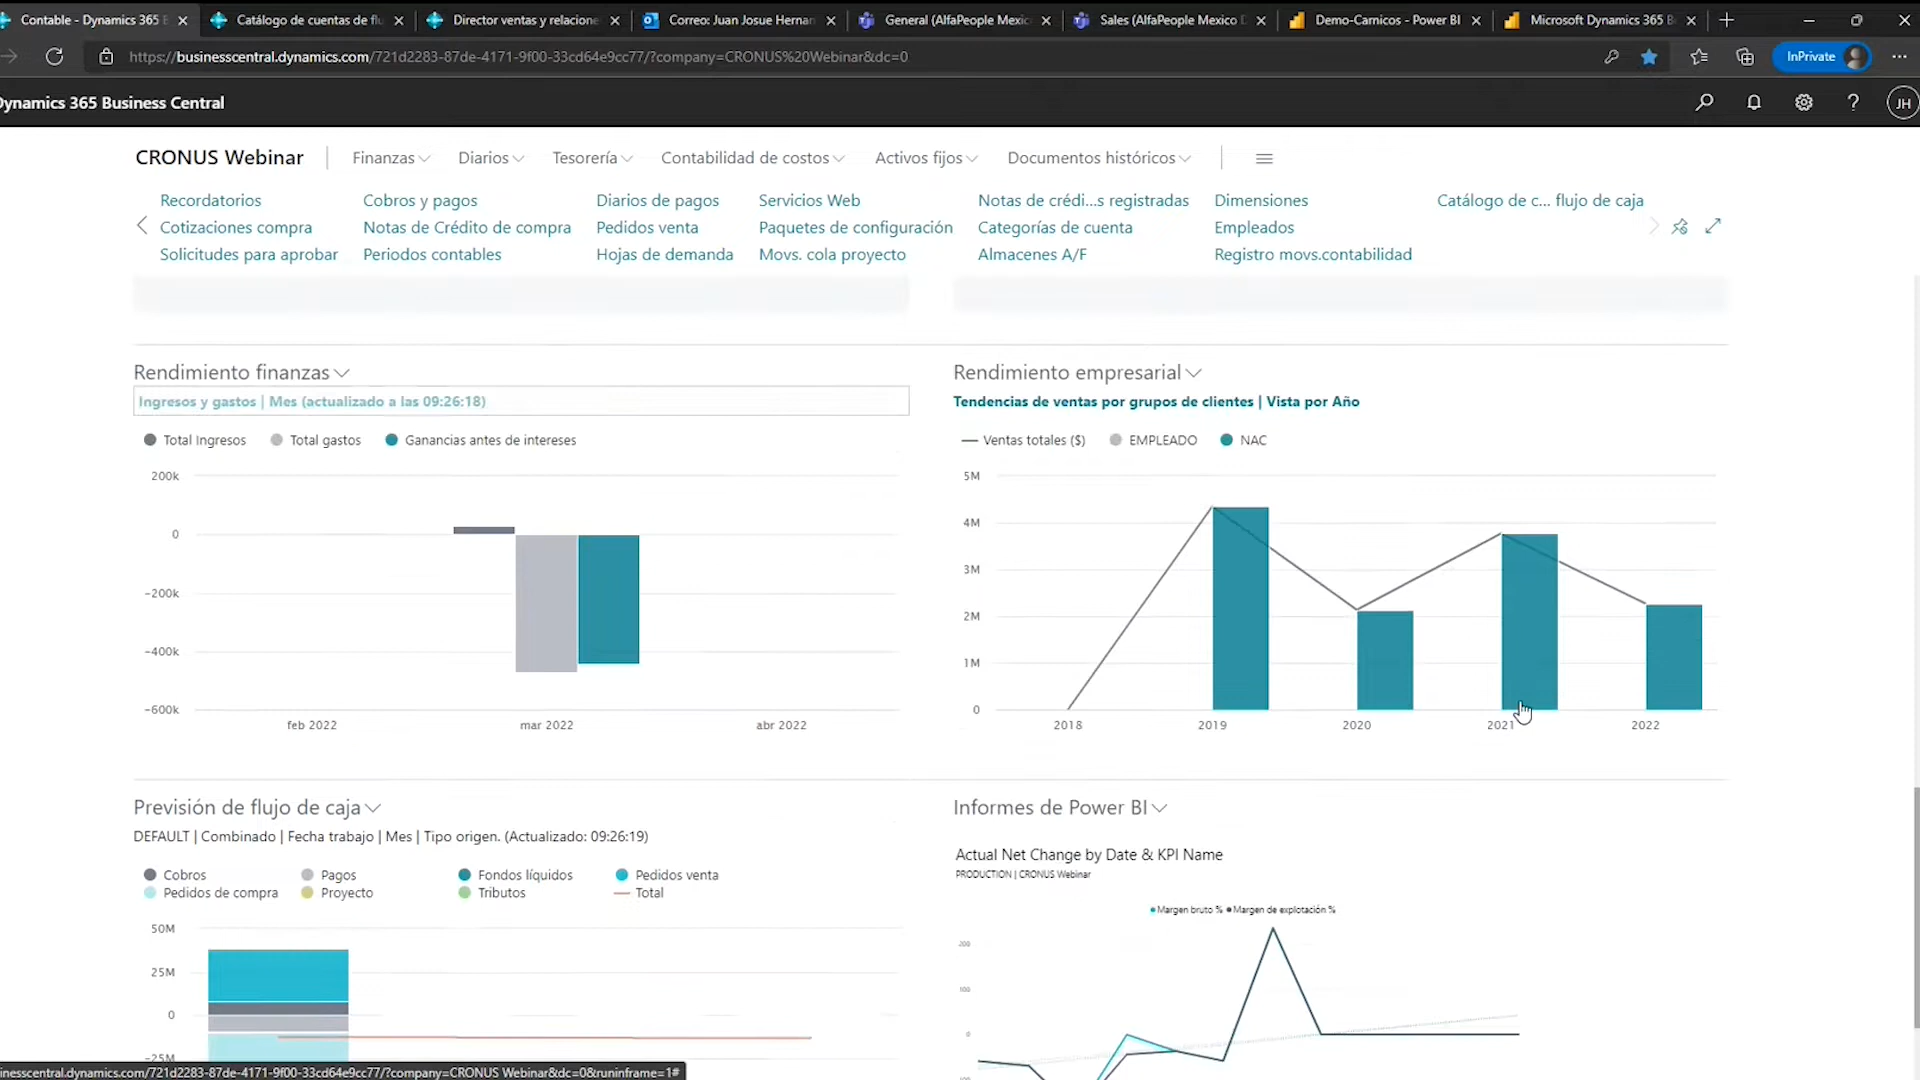 Contable - Dynamics 365 B
Catálogo de cuentas de flu
Director ventas y relacione
Correo: Juan Josue Hernan
General (AlfaPeople Mexic
Sales (AlfaPeople Mexico D
Demo-Carnicos - Power BI
Microsoft Dynamics 365 B
https://businesscentral.dynamics.com/721d2283-87de-4171-9f00-33cd64e9cc77/?company=CRONUS%20Webinar&dc=0
InPrivate
Dynamics 365 Business Central
JH
CRONUS Webinar
Finanzas
Diarios
Tesorería
Contabilidad de costos
Activos fijos
Documentos históricos
Recordatorios
Cobros y pagos
Diarios de pagos
Servicios Web
Notas de crédi...s registradas
Dimensiones
Catálogo de c... flujo de caja
Cotizaciones compra
Notas de Crédito de compra
Pedidos venta
Paquetes de configuración
Categorías de cuenta
Empleados
Solicitudes para aprobar
Periodos contables
Hojas de demanda
Movs. cola proyecto
Almacenes A/F
Registro movs.contabilidad
Rendimiento finanzas
Ingresos y gastos | Mes (actualizado a las 09:26:18)
Total Ingresos
Total gastos
Ganancias antes de intereses
200k
0
-200k
-400k
-600k
feb 2022
mar 2022
abr 2022
Rendimiento empresarial
Tendencias de ventas por grupos de clientes | Vista por Año
Ventas totales ($)
EMPLEADO
NAC
5M
4M
3M
2M
1M
0
2018
2019
2020
2021
2022
Previsión de flujo de caja
DEFAULT | Combinado | Fecha trabajo | Mes | Tipo origen. (Actualizado: 09:26:19)
Cobros
Pagos
Fondos líquidos
Pedidos venta
Pedidos de compra
Proyecto
Tributos
Total
50M
25M
0
-25M
Informes de Power BI
Actual Net Change by Date & KPI Name
PRODUCTION | CRONUS Webinar
Margen bruto %
Margen de explotación %
200
100
0
inesscentral.dynamics.com/721d2283-87de-4171-9f00-33cd64e9cc77/?company=CRONUS Webinar&dc=0&runinframe=1#